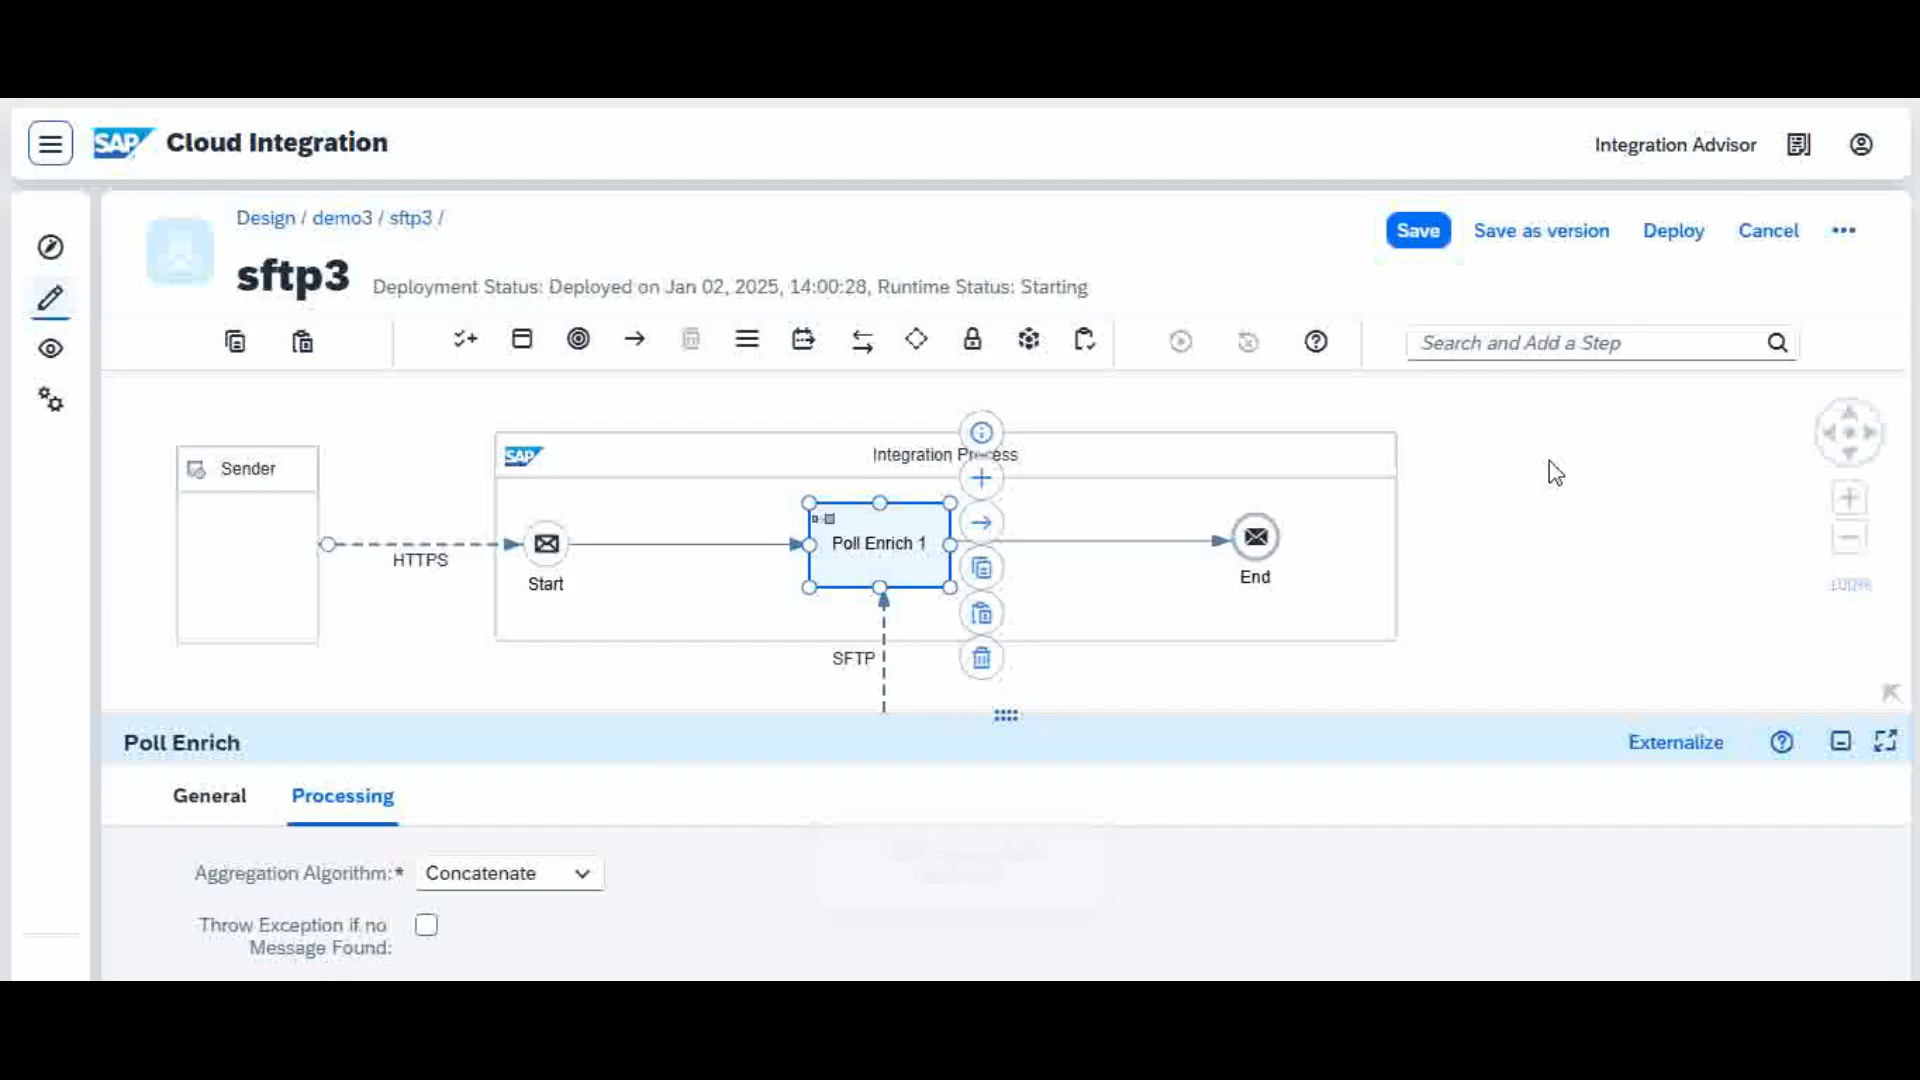 SAP Cloud Integration
Integration Advisor
Design / demo3 / sftp3 /
Save Save as version Deploy Cancel
sftp3 Deployment Status: Deployed on Jan 02, 2025, 14:00:28, Runtime Status: Starting
Search and Add a Step
Sender
SAP Integration Process
Poll Enrich 1
HTTPS
Start
End
SFTP
Poll Enrich
Externalize
General Processing
Aggregation Algorithm:* Concatenate
Throw Exception if no
Message Found: